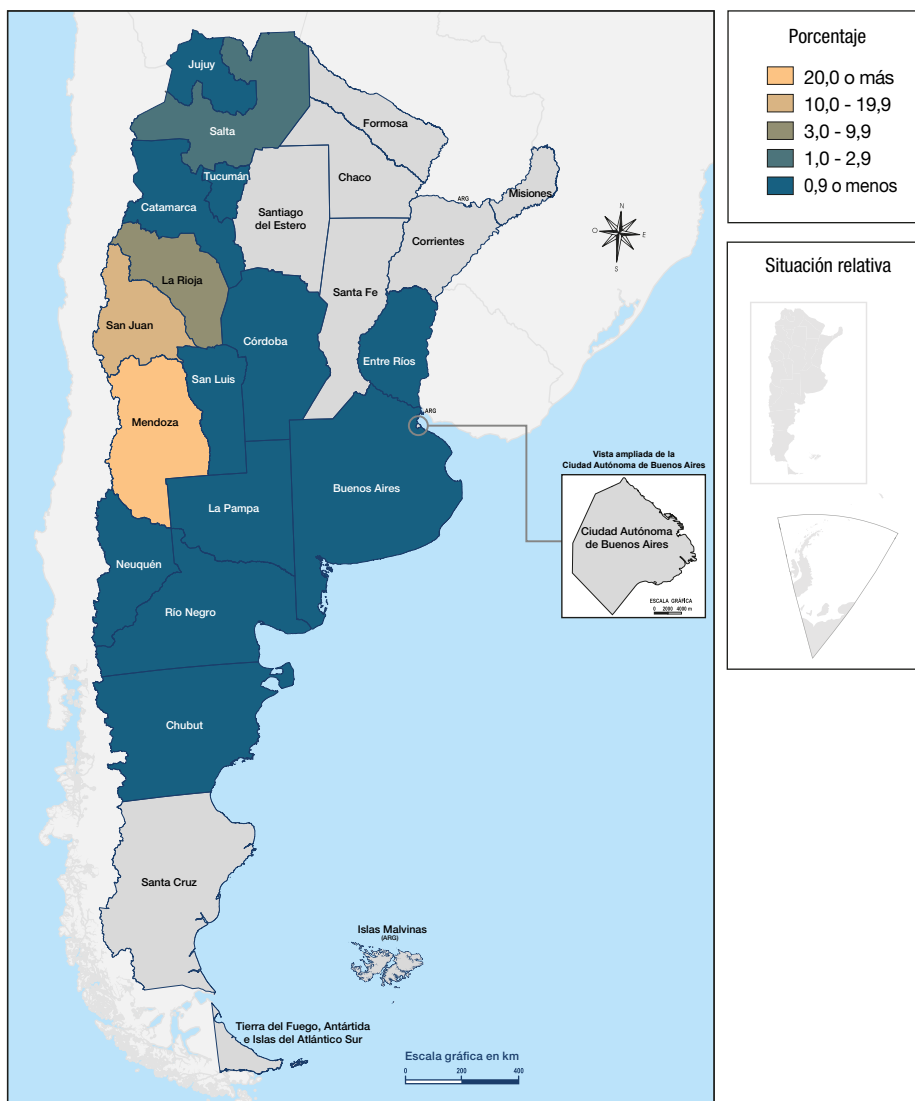 Jujuy
Salta
Formosa
Chaco
Misiones
ARG
Tucumán
Catamarca
Santiago
del Estero
Corrientes
N
O
E
S
La Rioja
Santa Fe
San Juan
Córdoba
Entre Ríos
San Luis
Mendoza
ARG
Buenos Aires
La Pampa
Neuquén
Río Negro
Chubut
Santa Cruz
Islas Malvinas
(ARG)
Tierra del Fuego, Antártida
e Islas del Atlántico Sur
Escala gráfica en km
0 200 400
Vista ampliada de la
Ciudad Autónoma de Buenos Aires
Ciudad Autónoma
de Buenos Aires
ESCALA GRÁFICA
0 2000 4000 m
Porcentaje
20,0 o más
10,0 - 19,9
3,0 - 9,9
1,0 - 2,9
0,9 o menos
Situación relativa